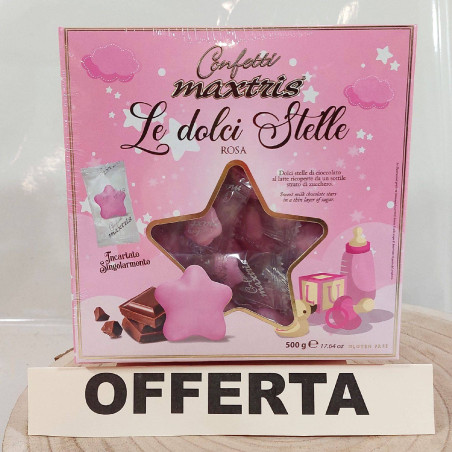 Confetti
maxtris
Le dolci Stelle
ROSA
Dolci stelle di cioccolato
al latte ricoperte da un sottile
strato di zucchero.
Sweet milk chocolate stars
in a thin layer of sugar.
maxtris
Incartato
Singolarmente
500 g e 17.64 oz
GLUTEN FREE
OFFERTA